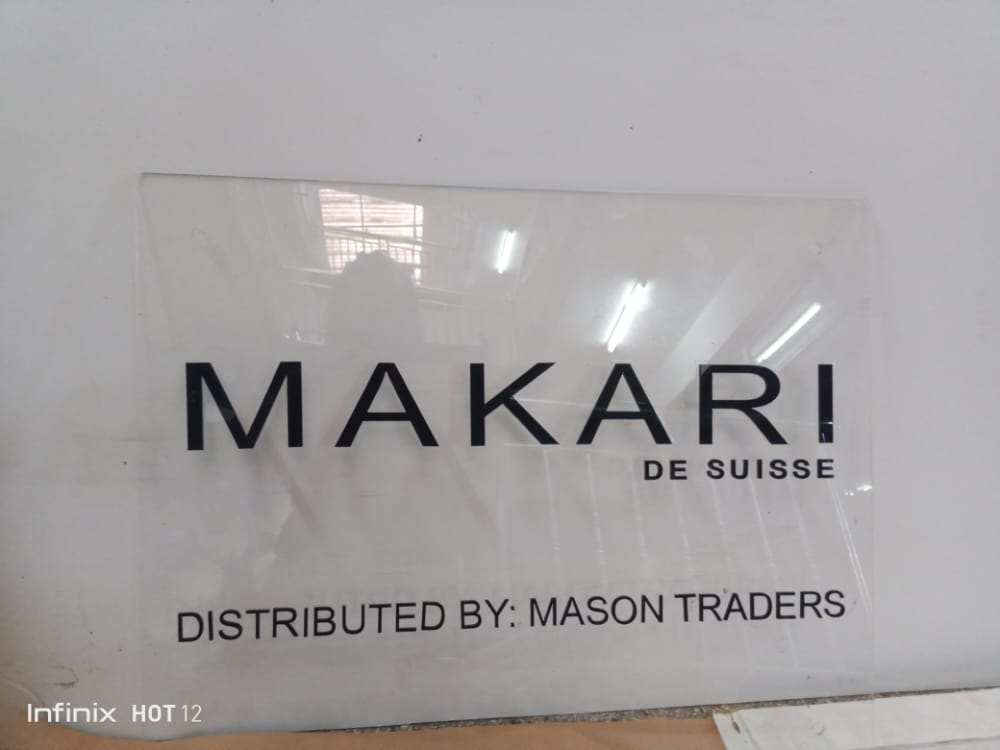 MAKARI
DE SUISSE
DISTRIBUTED BY: MASON TRADERS
Infinix HOT 12